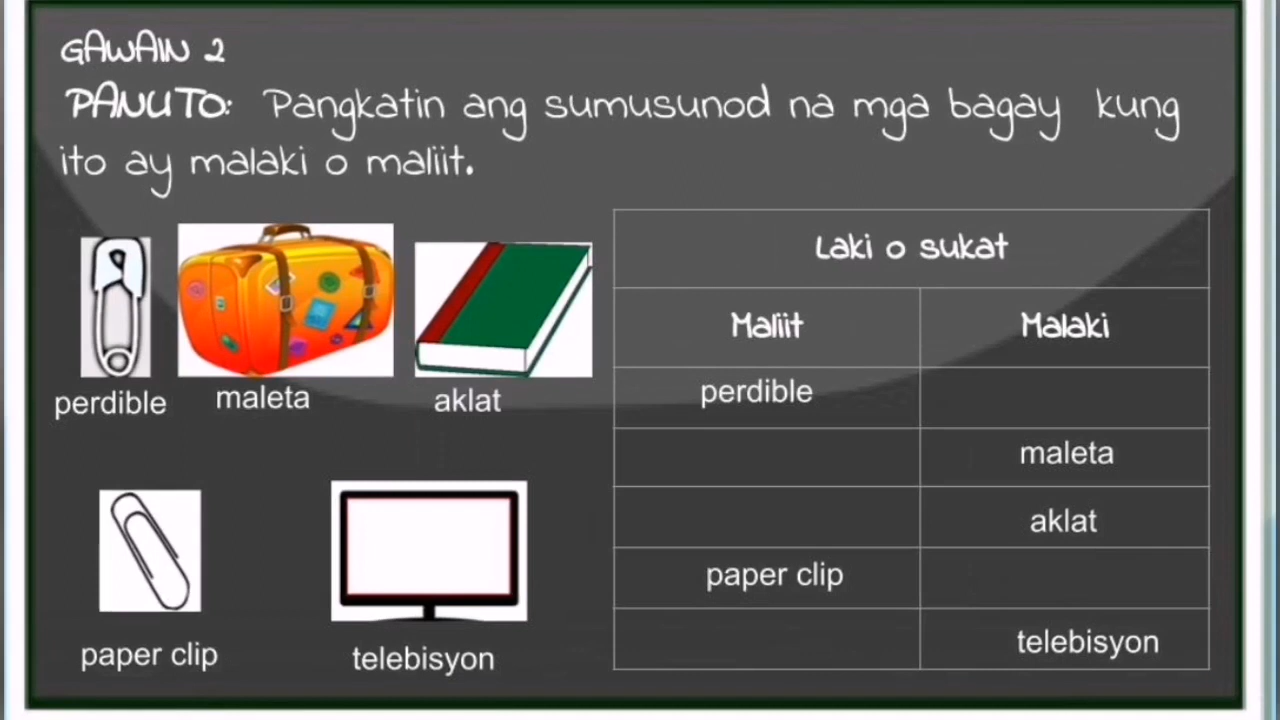 GAWAIN 2
PANUTO: Pangkatin ang sumusunod na mga bagay kung
ito ay malaki o maliit.
perdible
maleta
aklat
paper clip
telebisyon
Laki o sukat
Maliit Malaki
perdible
maleta
aklat
paper clip
telebisyon